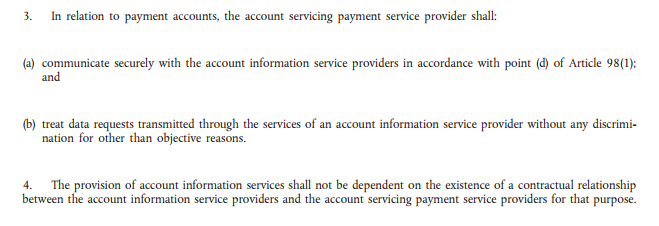 3. In relation to payment accounts, the account servicing payment service provider shall:
(a) communicate securely with the account information service providers in accordance with point (d) of Article 98(1);
and
(b) treat data requests transmitted through the services of an account information service provider without any discrimi-
nation for other than objective reasons.
4. The provision of account information services shall not be dependent on the existence of a contractual relationship
between the account information service providers and the account servicing payment service providers for that purpose.